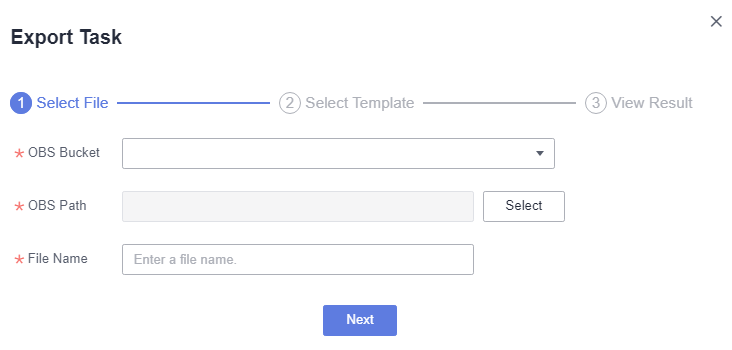 Export Task
1 Select File 2 Select Template 3 View Result
* OBS Bucket
* OBS Path Select
* File Name Enter a file name.
Next